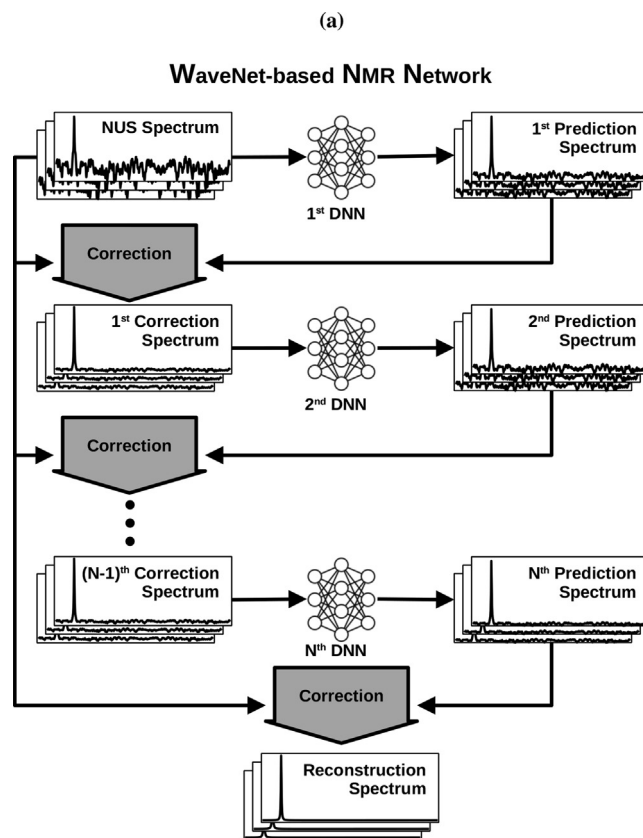 (a)
WaveNet-based NMR Network
NUS Spectrum
1st DNN
1st Prediction
Spectrum
Correction
1st Correction
Spectrum
2nd DNN
2nd Prediction
Spectrum
Correction
(N-1)th Correction
Spectrum
Nth DNN
Nth Prediction
Spectrum
Correction
Reconstruction
Spectrum